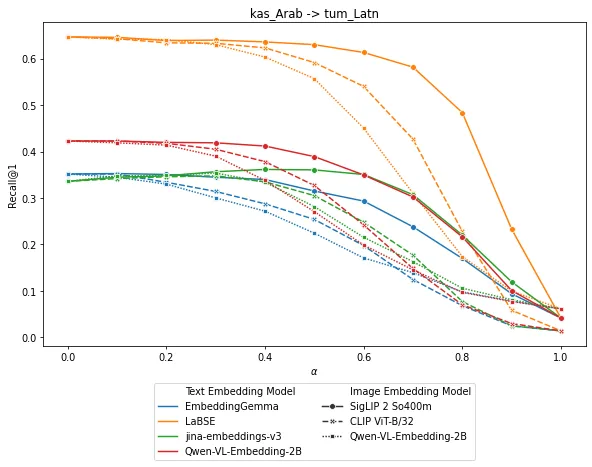 kas_Arab -> tum_Latn
Recall@1
0.6
0.5
0.4
0.3
0.2
0.1
0.0
0.0 0.2 0.4 0.6 0.8 1.0
α
Text Embedding Model Image Embedding Model
EmbeddingGemma SigLIP 2 So400m
LaBSE CLIP ViT-B/32
jina-embeddings-v3 Qwen-VL-Embedding-2B
Qwen-VL-Embedding-2B